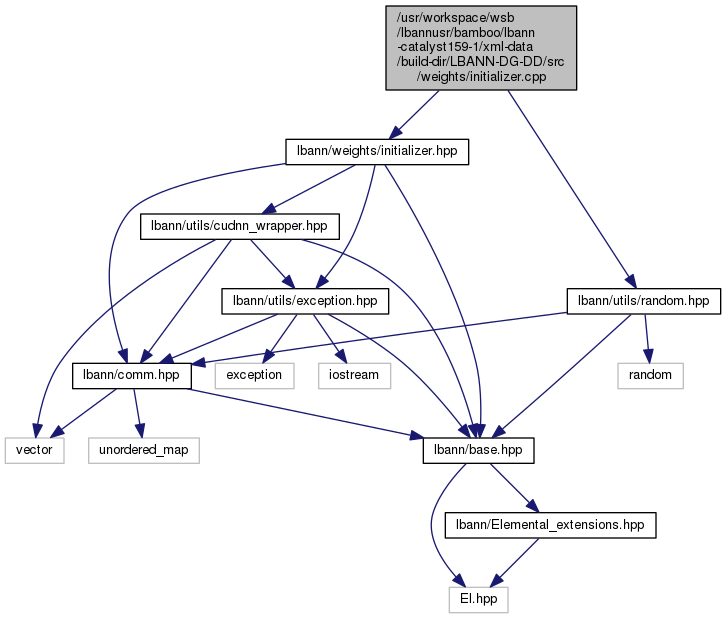 /usr/workspace/wsb
/lbannusr/bamboo/lbann
-catalyst159-1/xml-data
/build-dir/LBANN-DG-DD/src
/weights/initializer.cpp
lbann/weights/initializer.hpp
lbann/utils/cudnn_wrapper.hpp
lbann/utils/exception.hpp
lbann/utils/random.hpp
lbann/comm.hpp
exception
iostream
random
vector
unordered_map
lbann/base.hpp
lbann/Elemental_extensions.hpp
El.hpp